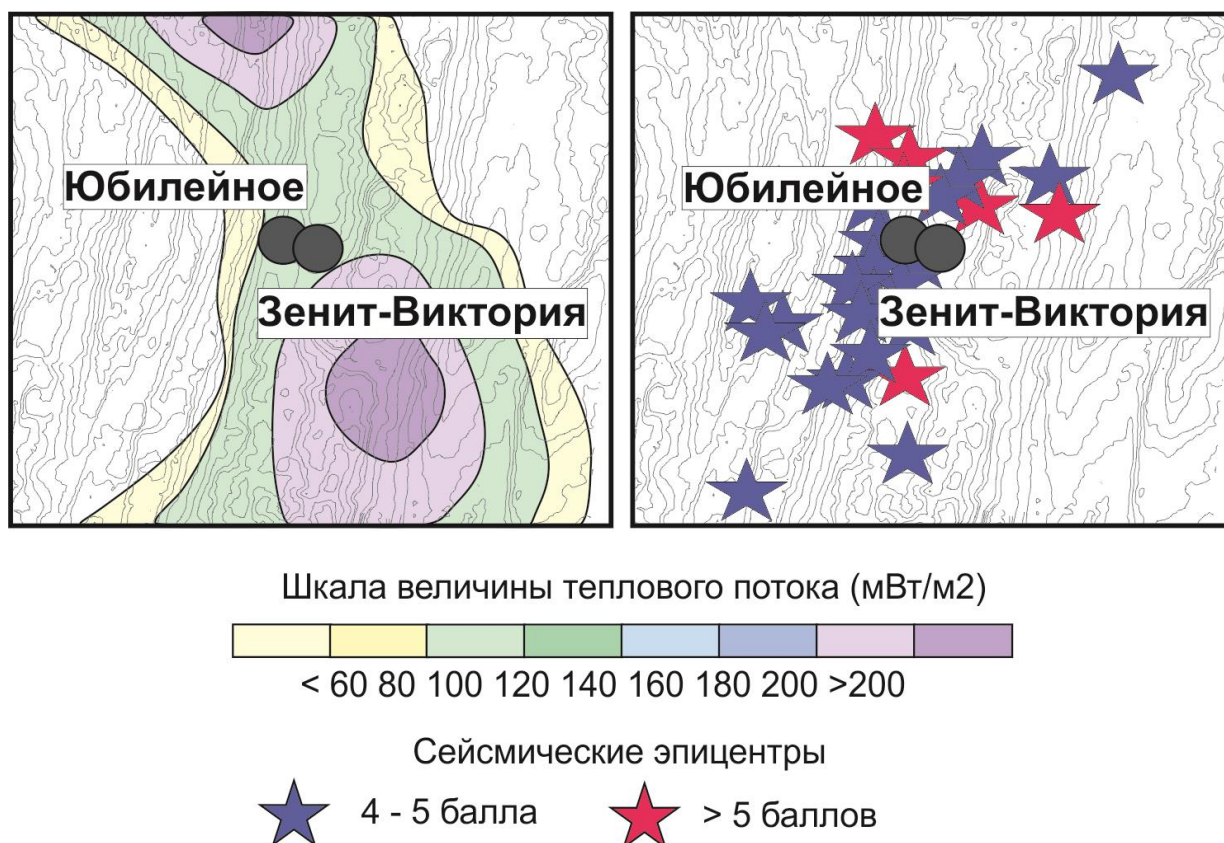 Юбилейное
Зенит-Виктория
Юбилейное
Зенит-Виктория
Шкала величины теплового потока (мВт/м2)
< 60 80 100 120 140 160 180 200 >200
Сейсмические эпицентры
4 - 5 балла
> 5 баллов